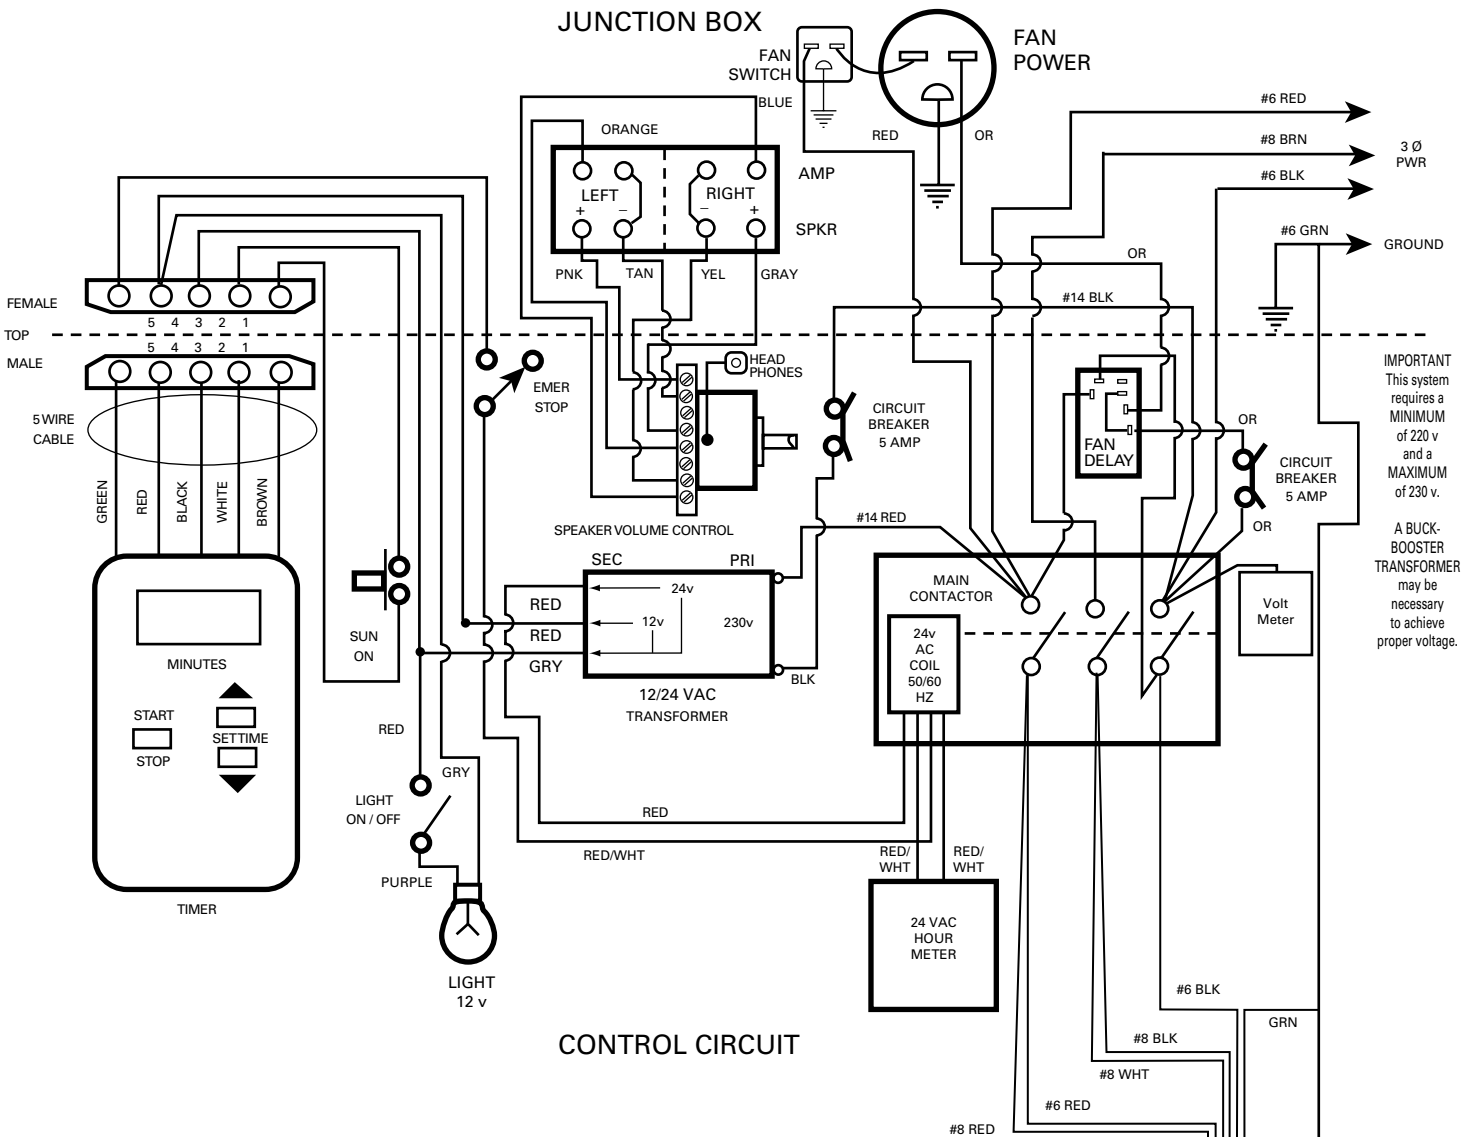 JUNCTION BOX
FAN
SWITCH
FAN
POWER
BLUE
ORANGE
RED
OR
#6 RED
#8 BRN
3 Ø
PWR
#6 BLK
#6 GRN
GROUND
AMP
LEFT
RIGHT
+
–
–
+
SPKR
PNK
TAN
YEL
GRAY
OR
#14 BLK
FEMALE
5 4 3 2 1
TOP
5 4 3 2 1
MALE
5 WIRE
CABLE
GREEN
RED
BLACK
WHITE
BROWN
EMER
STOP
HEAD
PHONES
CIRCUIT
BREAKER
5 AMP
FAN
DELAY
OR
CIRCUIT
BREAKER
5 AMP
OR
IMPORTANT
This system
requires a
MINIMUM
of 220 v
and a
MAXIMUM
of 230 v.
A BUCK-
BOOSTER
TRANSFORMER
may be
necessary
to achieve
proper voltage.
SPEAKER VOLUME CONTROL
#14 RED
SEC
PRI
24v
12v
230v
RED
RED
GRY
BLK
12/24 VAC
TRANSFORMER
MAIN
CONTACTOR
24v
AC
COIL
50/60
HZ
Volt
Meter
SUN
ON
MINUTES
START
STOP
SET TIME
TIMER
RED
GRY
LIGHT
ON / OFF
PURPLE
LIGHT
12 v
RED
RED/WHT
RED/
WHT
RED/
WHT
24 VAC
HOUR
METER
CONTROL CIRCUIT
#6 BLK
GRN
#8 BLK
#8 WHT
#6 RED
#8 RED